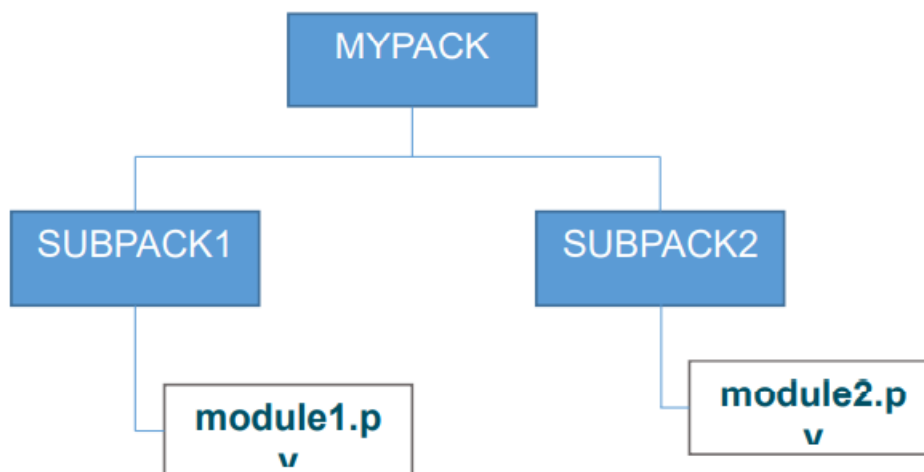 MYPACK
SUBPACK1
SUBPACK2
module1.p
y
module2.p
y